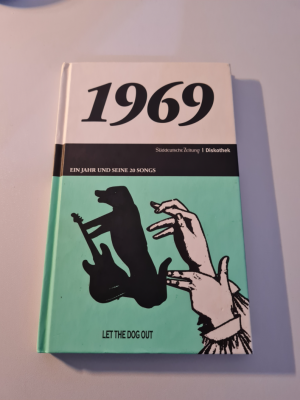 1969
Süddeutsche Zeitung | Diskothek
EIN JAHR UND SEINE 20 SONGS
LET THE DOG OUT